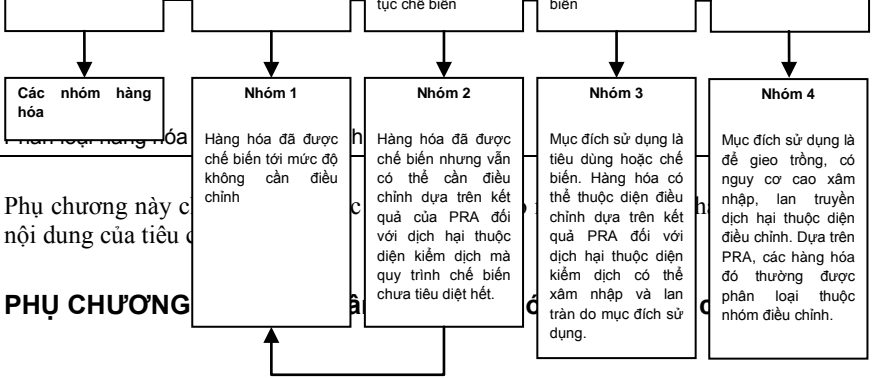 tục chế biến
biến
Các nhóm hàng
hóa
Nhóm 1
Hàng hóa đã được
chế biến tới mức độ
không cần điều
chỉnh
Nhóm 2
Hàng hóa đã được
chế biến nhưng vẫn
có thể cần điều
chỉnh dựa trên kết
quả của PRA đối
với dịch hại thuộc
diện kiểm dịch mà
quy trình chế biến
chưa tiêu diệt hết.
Nhóm 3
Mục đích sử dụng là
tiêu dùng hoặc chế
biến. Hàng hóa có
thể thuộc diện điều
chỉnh dựa trên kết
quả PRA đối với
dịch hại thuộc diện
kiểm dịch có thể
xâm nhập và lan
tràn do mục đích sử
dụng.
Nhóm 4
Mục đích sử dụng là
để gieo trồng, có
nguy cơ cao xâm
nhập, lan truyền
dịch hại thuộc diện
điều chỉnh. Dựa trên
PRA, các hàng hóa
đó thường được
phân loại thuộc
nhóm điều chỉnh.
Phân loại hàng hóa
Phụ chương này
nội dung của tiêu
PHỤ CHƯƠNG